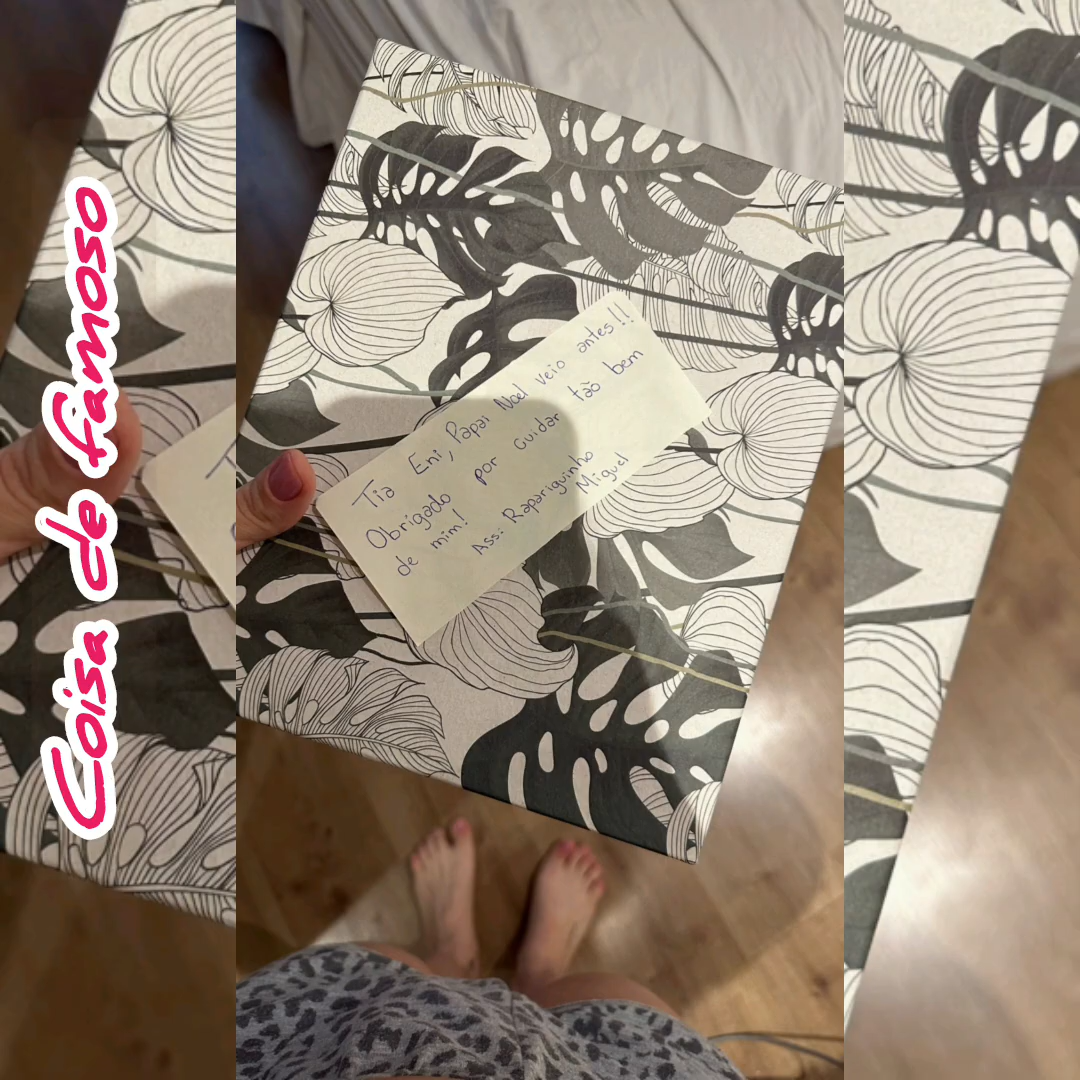 Coisa de famoso
Tia Eni, Papai Noel veio antes!!
Obrigado por cuidar tão bem
de mim!
Ass: Rapariguinho
Miguel